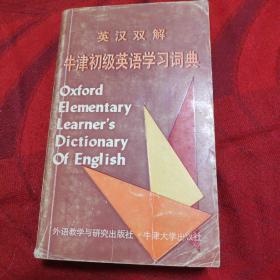 英汉双解
牛津初级英语学习词典
Oxford
Elementary
Learner's
Dictionary
Of English
外语教学与研究出版社·牛津大学出版社